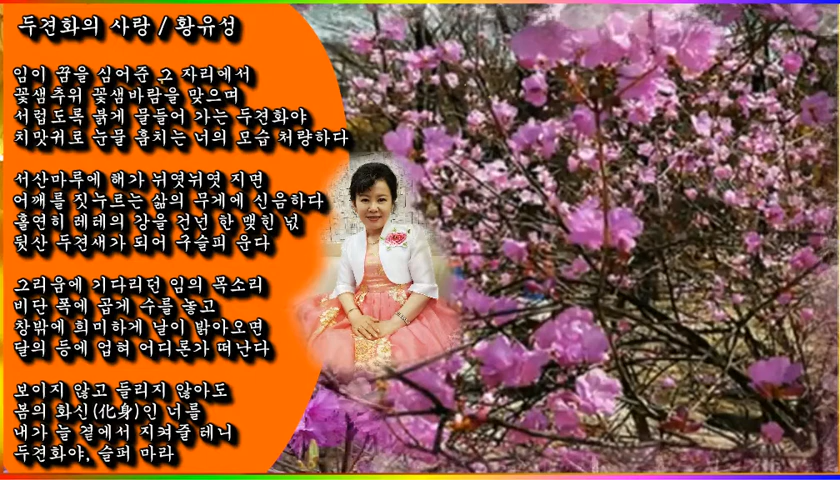 두견화의 사랑 / 황유성
임이 꿈을 심어준 그 자리에서
꽃샘추위 꽃샘바람을 맞으며
서럽도록 붉게 물들어 가는 두견화야
치맛귀로 눈물 훔치는 너의 모습 처량하다
서산마루에 해가 뉘엿뉘엿 지면
어깨를 짓누르는 삶의 무게에 신음하다
홀연히 레테의 강을 건넌 한 맺힌 넋
뒷산 두견새가 되어 구슬피 운다
그리움에 기다리던 임의 목소리
비단 폭에 곱게 수를 놓고
창밖에 희미하게 날이 밝아오면
달의 등에 업혀 어디론가 떠난다
보이지 않고 들리지 않아도
봄의 화신(化身)인 너를
내가 늘 곁에서 지켜줄 테니
두견화야, 슬퍼 마라